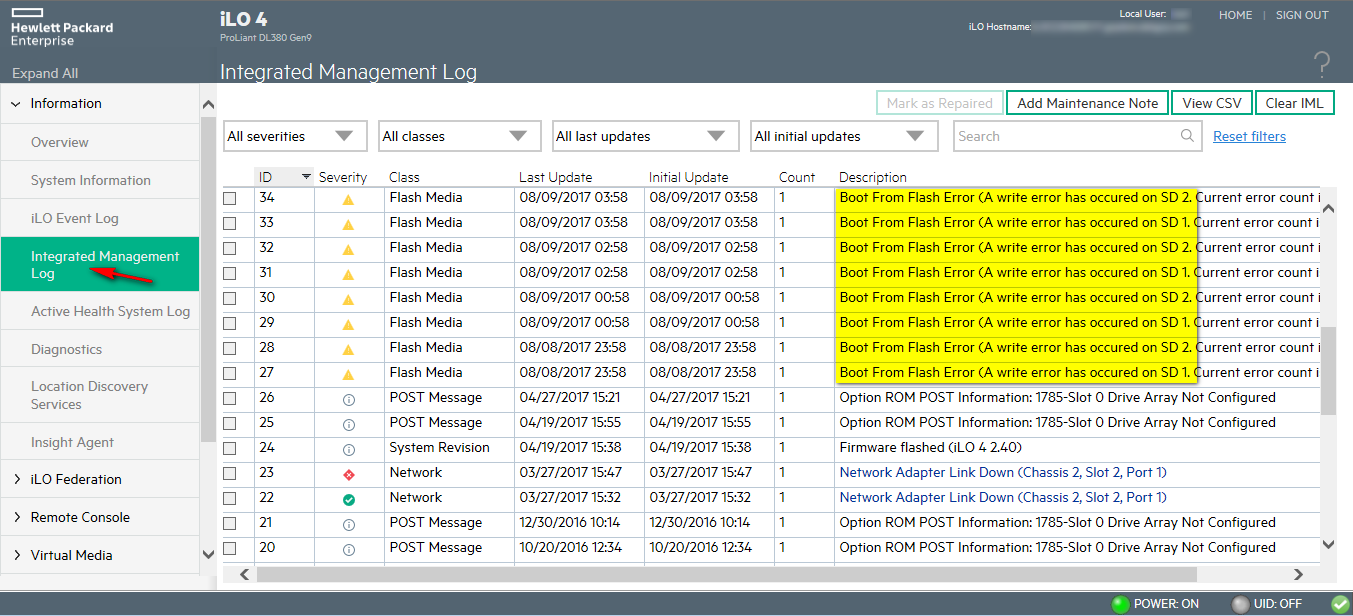 Hewlett Packard
Enterprise
iLO 4
ProLiant DL380 Gen9
Local User:
iLO Hostname:
HOME | SIGN OUT
Expand All
Integrated Management Log
?
Information
Overview
System Information
iLO Event Log
Integrated Management
Log
Active Health System Log
Diagnostics
Location Discovery
Services
Insight Agent
iLO Federation
Remote Console
Virtual Media
Mark as Repaired Add Maintenance Note View CSV Clear IML
All severities All classes All last updates All initial updates Search Reset filters
ID Severity Class Last Update Initial Update Count Description
34 Flash Media 08/09/2017 03:58 08/09/2017 03:58 1 Boot From Flash Error (A write error has occured on SD 2. Current error count i
33 Flash Media 08/09/2017 03:58 08/09/2017 03:58 1 Boot From Flash Error (A write error has occured on SD 1. Current error count i
32 Flash Media 08/09/2017 02:58 08/09/2017 02:58 1 Boot From Flash Error (A write error has occured on SD 2. Current error count i
31 Flash Media 08/09/2017 02:58 08/09/2017 02:58 1 Boot From Flash Error (A write error has occured on SD 1. Current error count i
30 Flash Media 08/09/2017 00:58 08/09/2017 00:58 1 Boot From Flash Error (A write error has occured on SD 2. Current error count i
29 Flash Media 08/09/2017 00:58 08/09/2017 00:58 1 Boot From Flash Error (A write error has occured on SD 1. Current error count i
28 Flash Media 08/08/2017 23:58 08/08/2017 23:58 1 Boot From Flash Error (A write error has occured on SD 2. Current error count i
27 Flash Media 08/08/2017 23:58 08/08/2017 23:58 1 Boot From Flash Error (A write error has occured on SD 1. Current error count i
26 POST Message 04/27/2017 15:21 04/27/2017 15:21 1 Option ROM POST Information: 1785-Slot 0 Drive Array Not Configured
25 POST Message 04/19/2017 15:55 04/19/2017 15:55 1 Option ROM POST Information: 1785-Slot 0 Drive Array Not Configured
24 System Revision 04/19/2017 15:38 04/19/2017 15:38 1 Firmware flashed (iLO 4 2.40)
23 Network 03/27/2017 15:47 03/27/2017 15:47 1 Network Adapter Link Down (Chassis 2, Slot 2, Port 1)
22 Network 03/27/2017 15:32 03/27/2017 15:32 1 Network Adapter Link Down (Chassis 2, Slot 2, Port 1)
21 POST Message 12/30/2016 10:14 12/30/2016 10:14 1 Option ROM POST Information: 1785-Slot 0 Drive Array Not Configured
20 POST Message 10/20/2016 12:34 10/20/2016 12:34 1 Option ROM POST Information: 1785-Slot 0 Drive Array Not Configured
POWER: ON UID: OFF